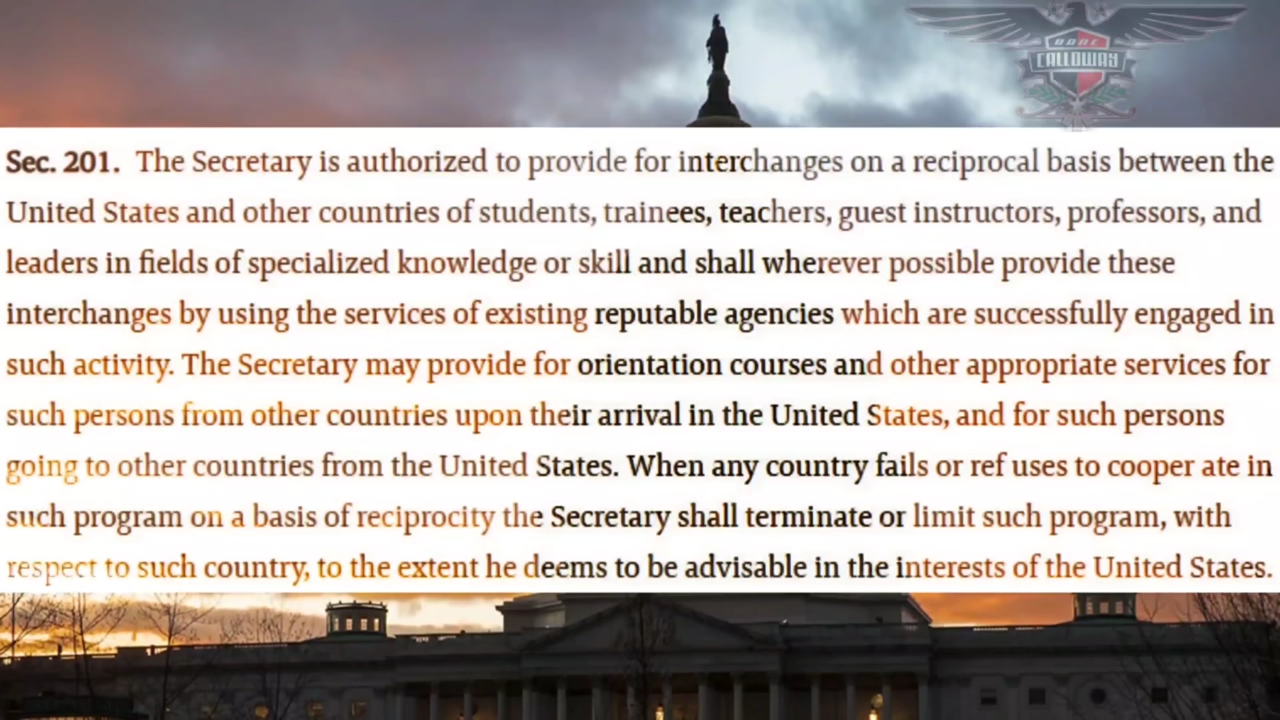 DODE
CALLOWAY
Sec. 201. The Secretary is authorized to provide for interchanges on a reciprocal basis between the
United States and other countries of students, trainees, teachers, guest instructors, professors, and
leaders in fields of specialized knowledge or skill and shall wherever possible provide these
interchanges by using the services of existing reputable agencies which are successfully engaged in
such activity. The Secretary may provide for orientation courses and other appropriate services for
such persons from other countries upon their arrival in the United States, and for such persons
going to other countries from the United States. When any country fails or ref uses to cooper ate in
such program on a basis of reciprocity the Secretary shall terminate or limit such program, with
respect to such country, to the extent he deems to be advisable in the interests of the United States.